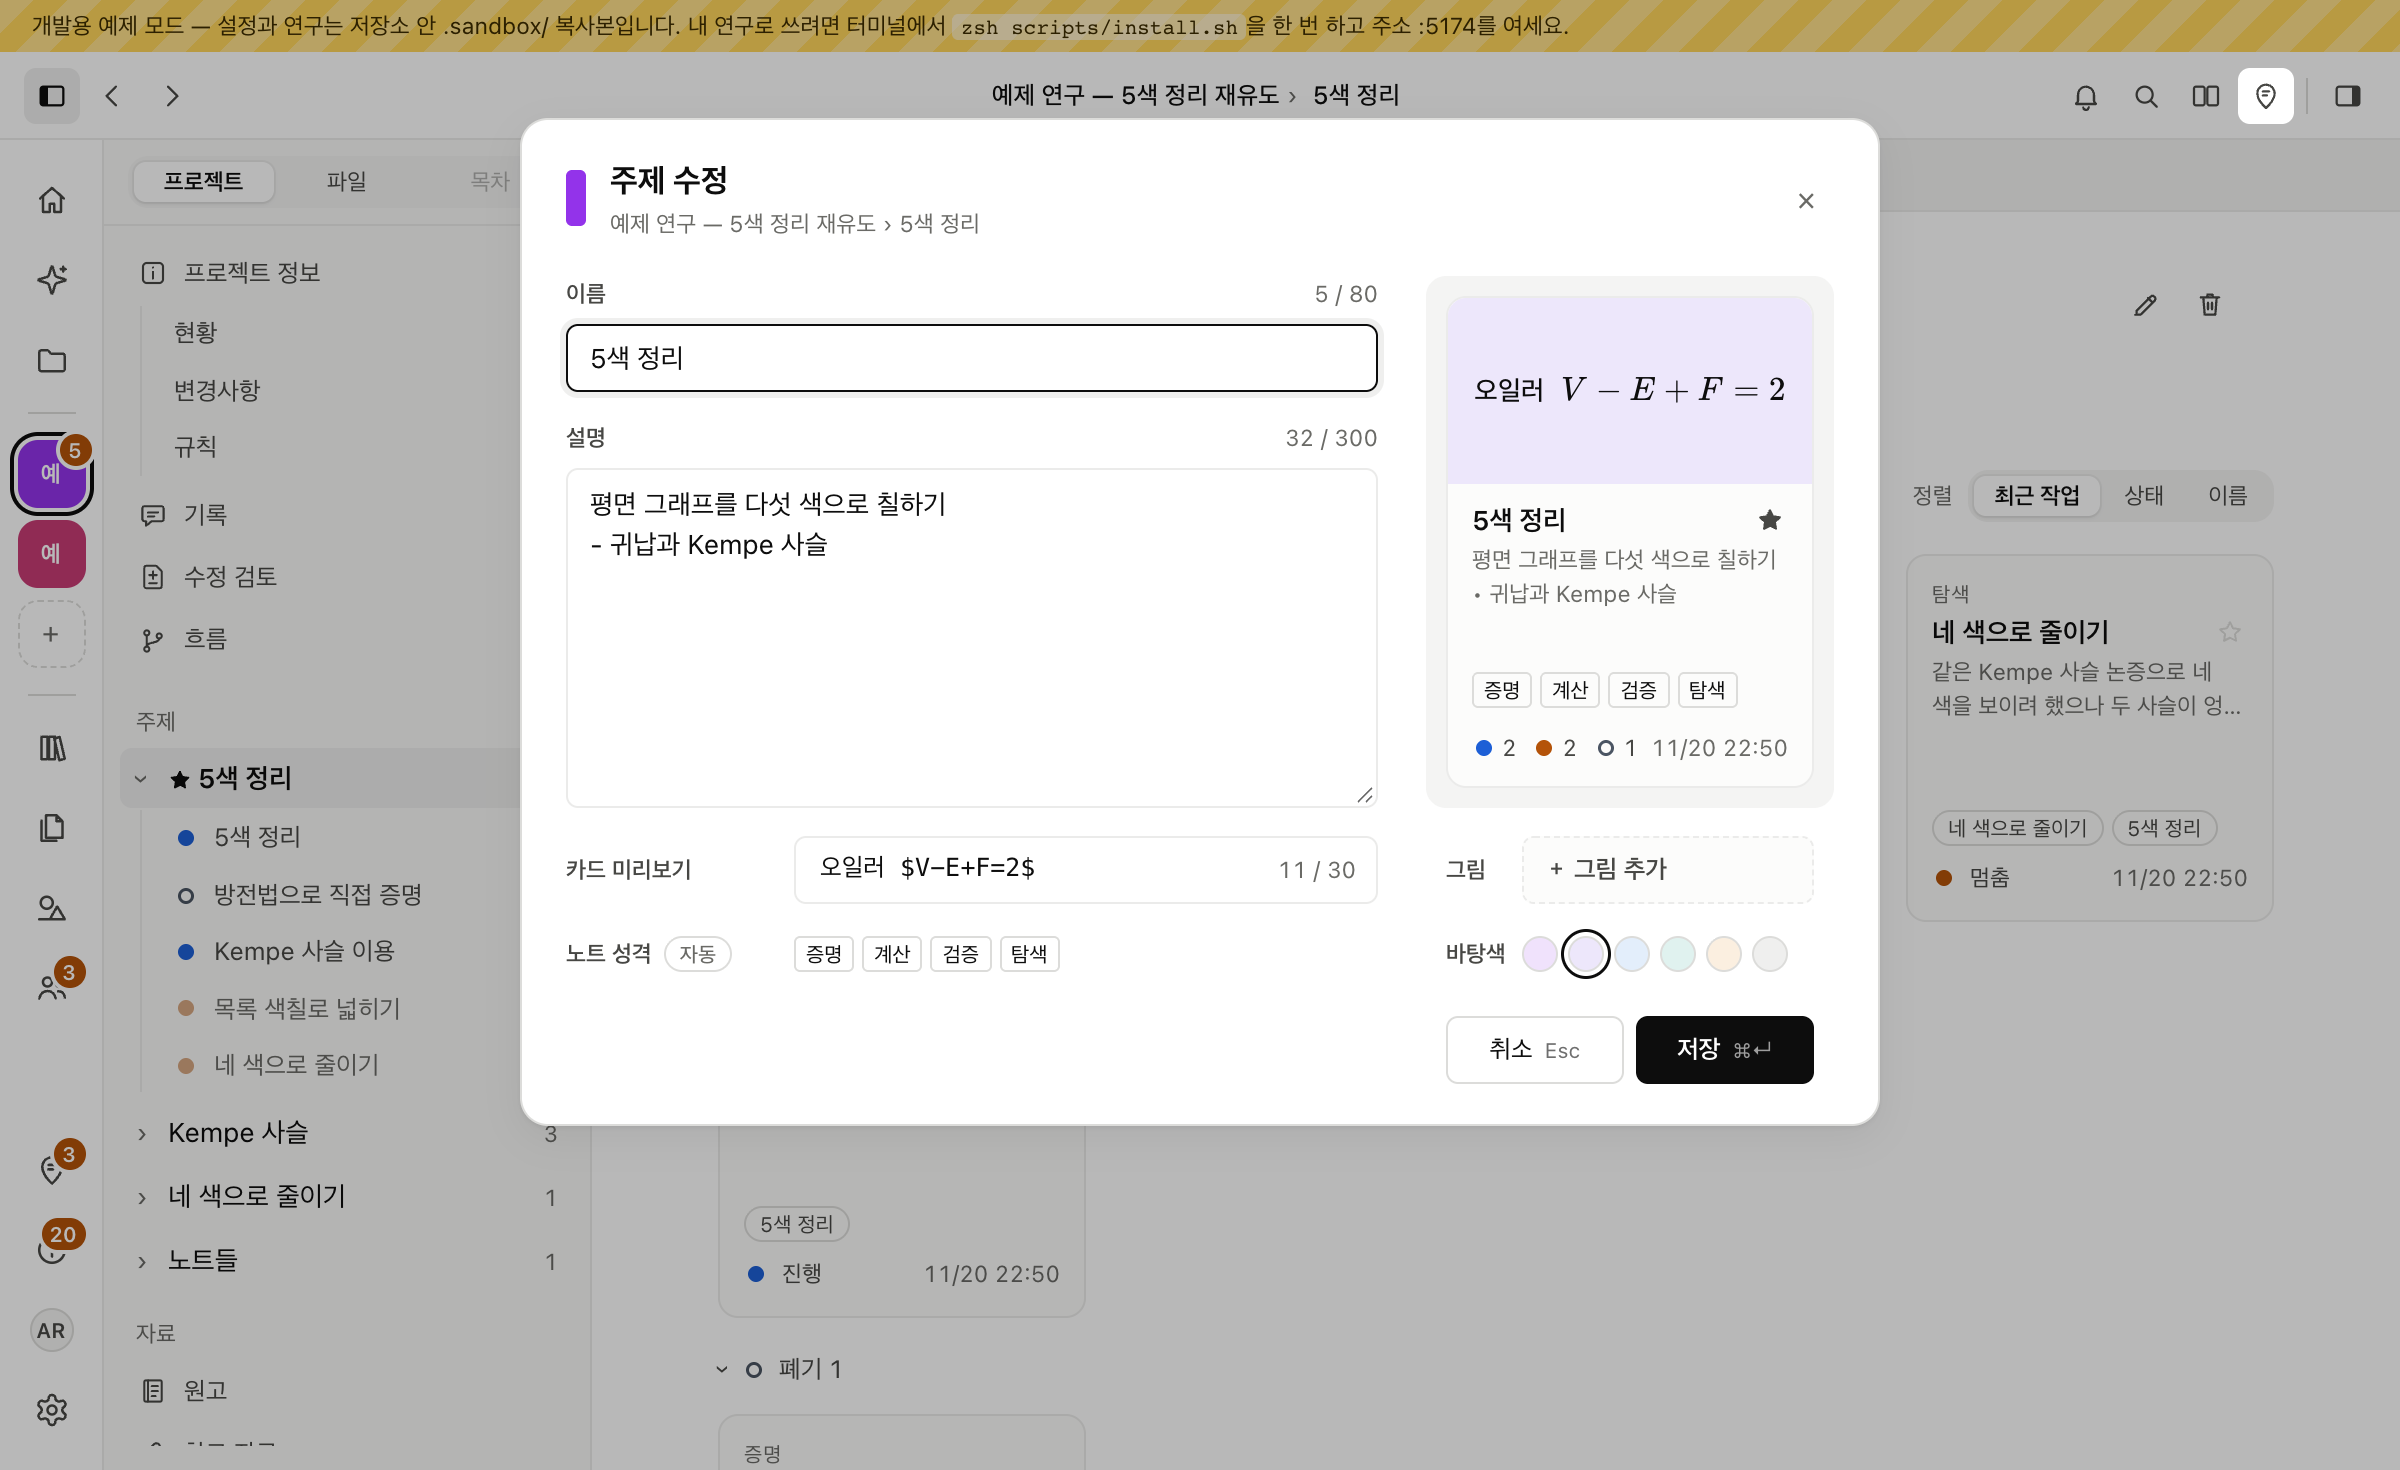 개발용 예제 모드 — 설정과 연구는 저장소 안 .sandbox/ 복사본입니다. 내 연구로 쓰려면 터미널에서 zsh scripts/install.sh을 한 번 하고 주소 :5174를 여세요.
예제 연구 — 5색 정리 재유도 › 5색 정리
프로젝트
파일
목차
프로젝트 정보
현황
변경사항
규칙
기록
수정 검토
흐름
주제
★ 5색 정리
5색 정리
방전법으로 직접 증명
Kempe 사슬 이용
목록 색칠로 넓히기
네 색으로 줄이기
Kempe 사슬 3
네 색으로 줄이기 1
노트들 1
자료
원고
예
5
예
+
3
3
20
AR
주제 수정
예제 연구 — 5색 정리 재유도 › 5색 정리
×
이름 5 / 80
5색 정리
설명 32 / 300
평면 그래프를 다섯 색으로 칠하기
- 귀납과 Kempe 사슬
카드 미리보기
오일러 $V−E+F=2$ 11 / 30
노트 성격 자동
증명 계산 검증 탐색
오일러 V − E + F = 2
5색 정리 ★
평면 그래프를 다섯 색으로 칠하기
• 귀납과 Kempe 사슬
증명 계산 검증 탐색
2 2 1 11/20 22:50
그림
+ 그림 추가
바탕색
취소 Esc
저장 ⌘↵
정렬 최근 작업 상태 이름
탐색
네 색으로 줄이기 ☆
같은 Kempe 사슬 논증으로 네
색을 보이려 했으나 두 사슬이 엉...
네 색으로 줄이기 5색 정리
멈춤 11/20 22:50
5색 정리
진행 11/20 22:50
폐기 1
증명